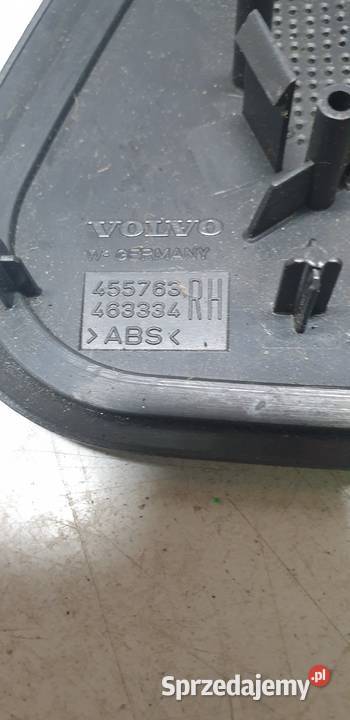 VOLVO
W- GERMANY
455763 RH
463334
>ABS<
Sprzedajemy.pl